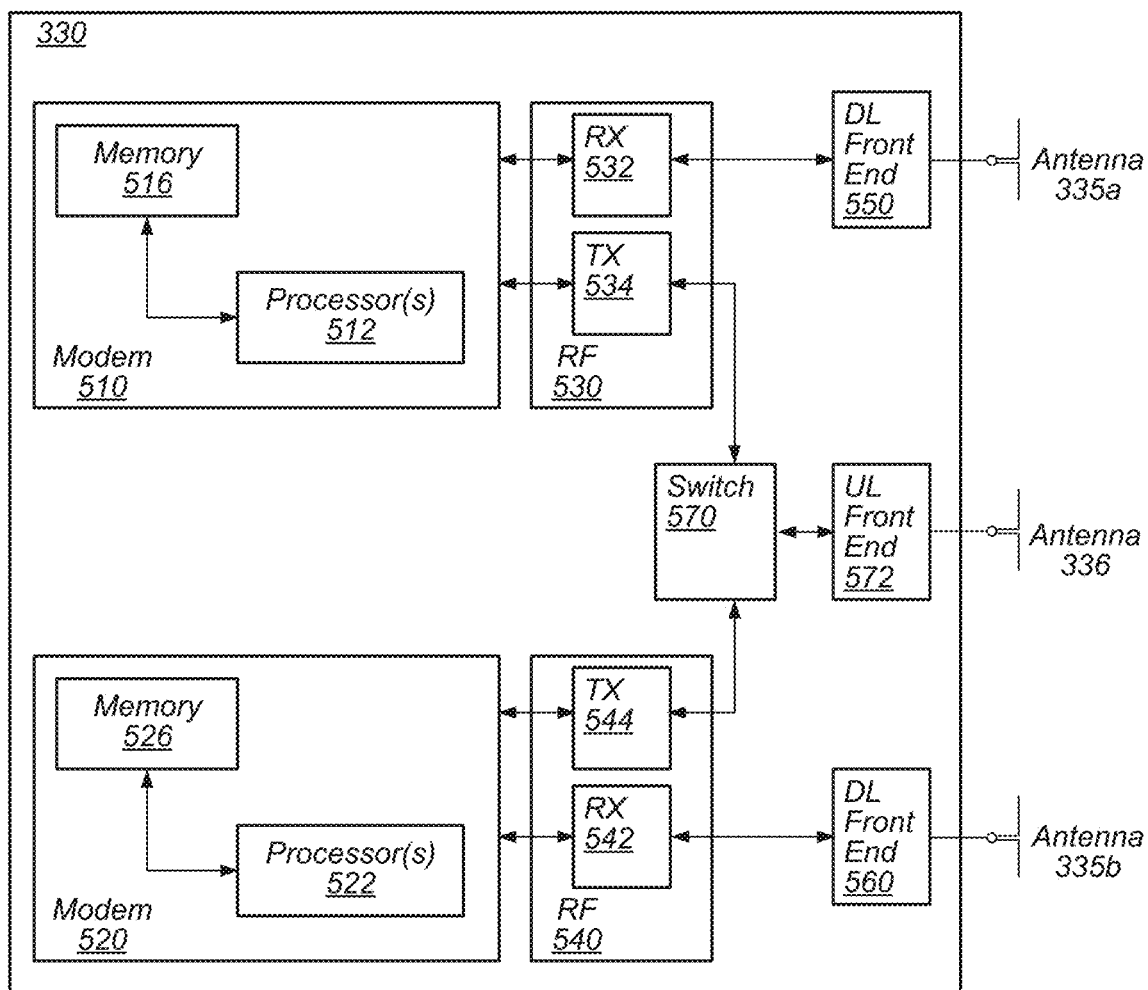 330
Memory
516
Processor(s)
512
Modem
510
RX
532
TX
534
RF
530
DL
Front
End
550
Antenna
335a
Switch
570
UL
Front
End
572
Antenna
336
Memory
526
Processor(s)
522
Modem
520
TX
544
RX
542
RF
540
DL
Front
End
560
Antenna
335b